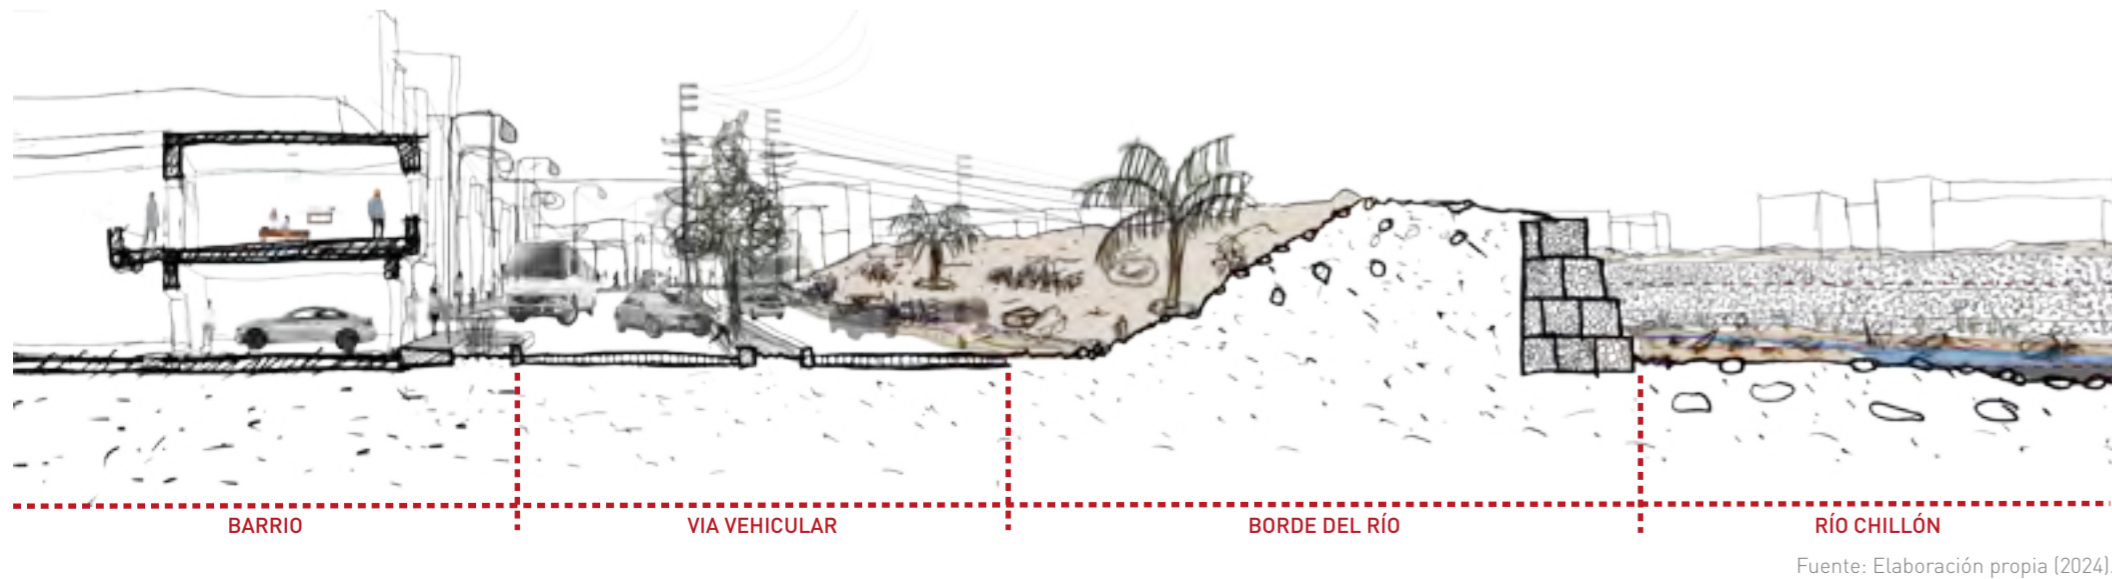 BARRIO
VIA VEHICULAR
BORDE DEL RÍO
RÍO CHILLÓN
Fuente: Elaboración propia (2024).